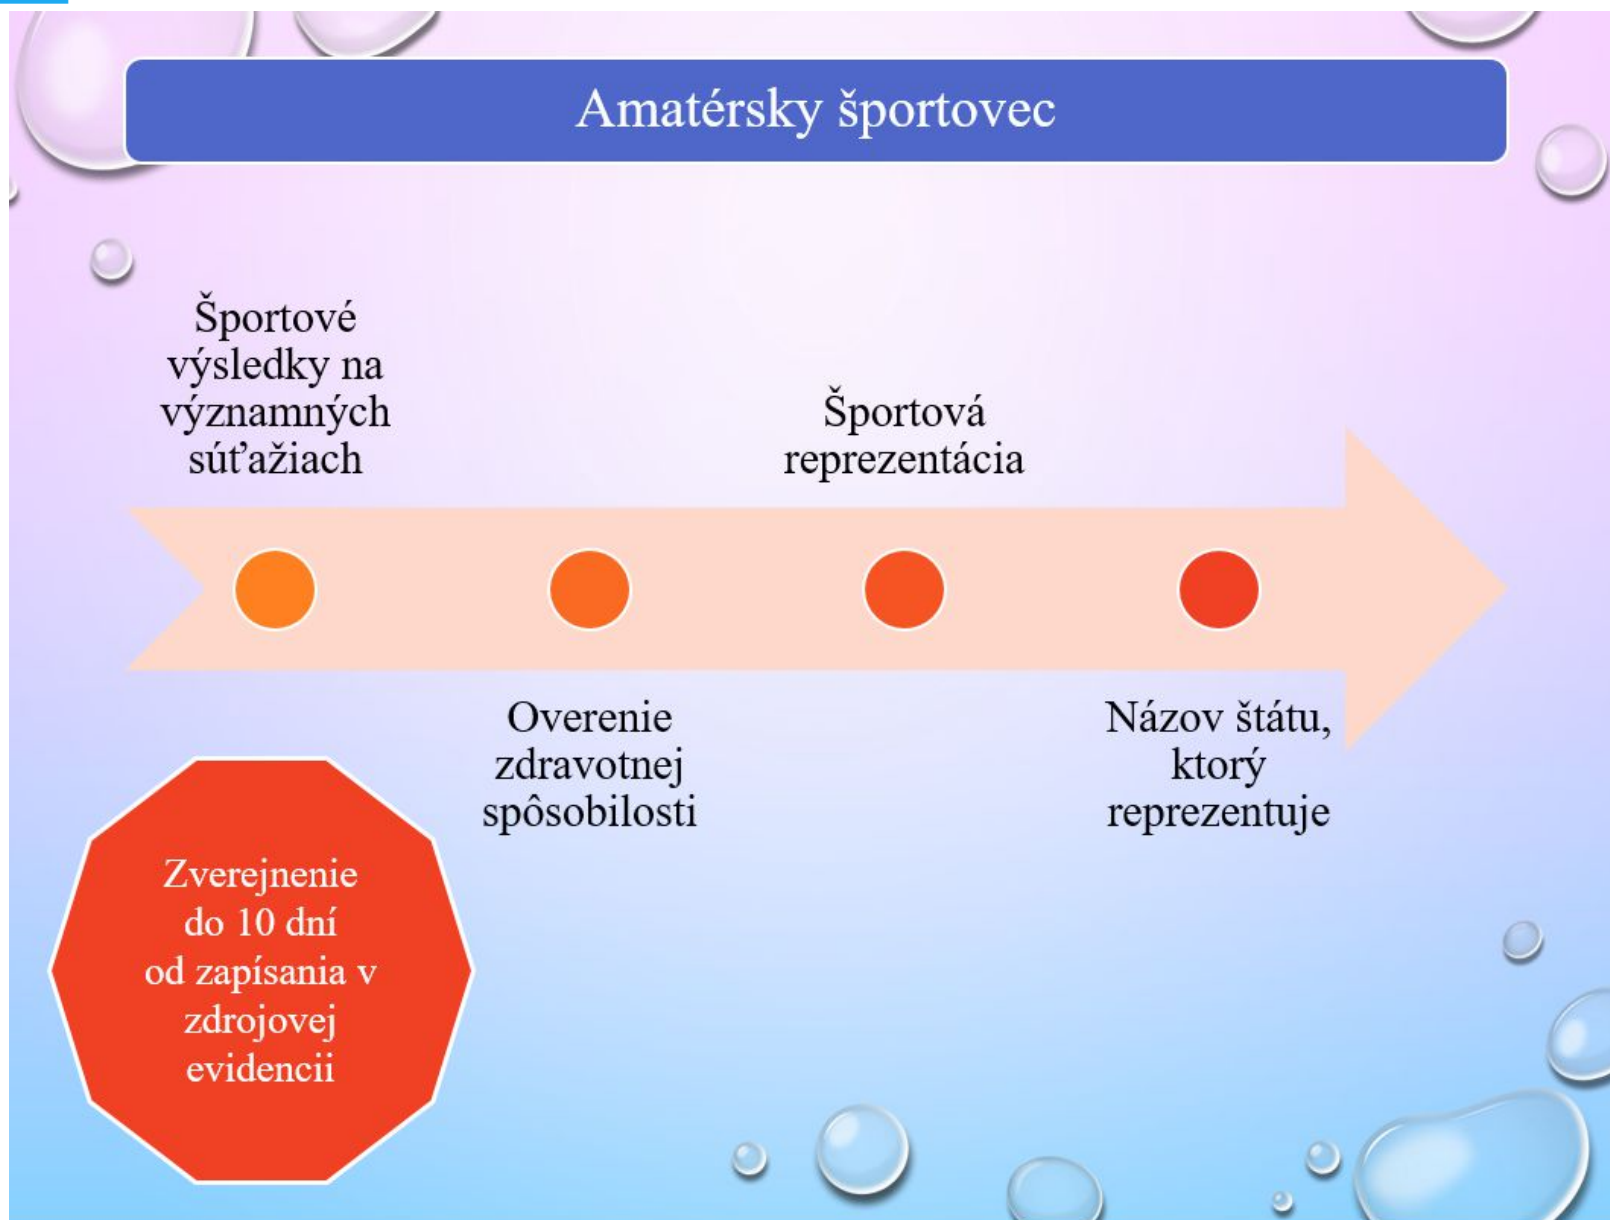 Amatérsky športovec
Športové
výsledky na
významných
súťažiach
Overenie
zdravotnej
spôsobilosti
Športová
reprezentácia
Názov štátu,
ktorý
reprezentuje
Zverejnenie
do 10 dní
od zapísania v
zdrojovej
evidencii